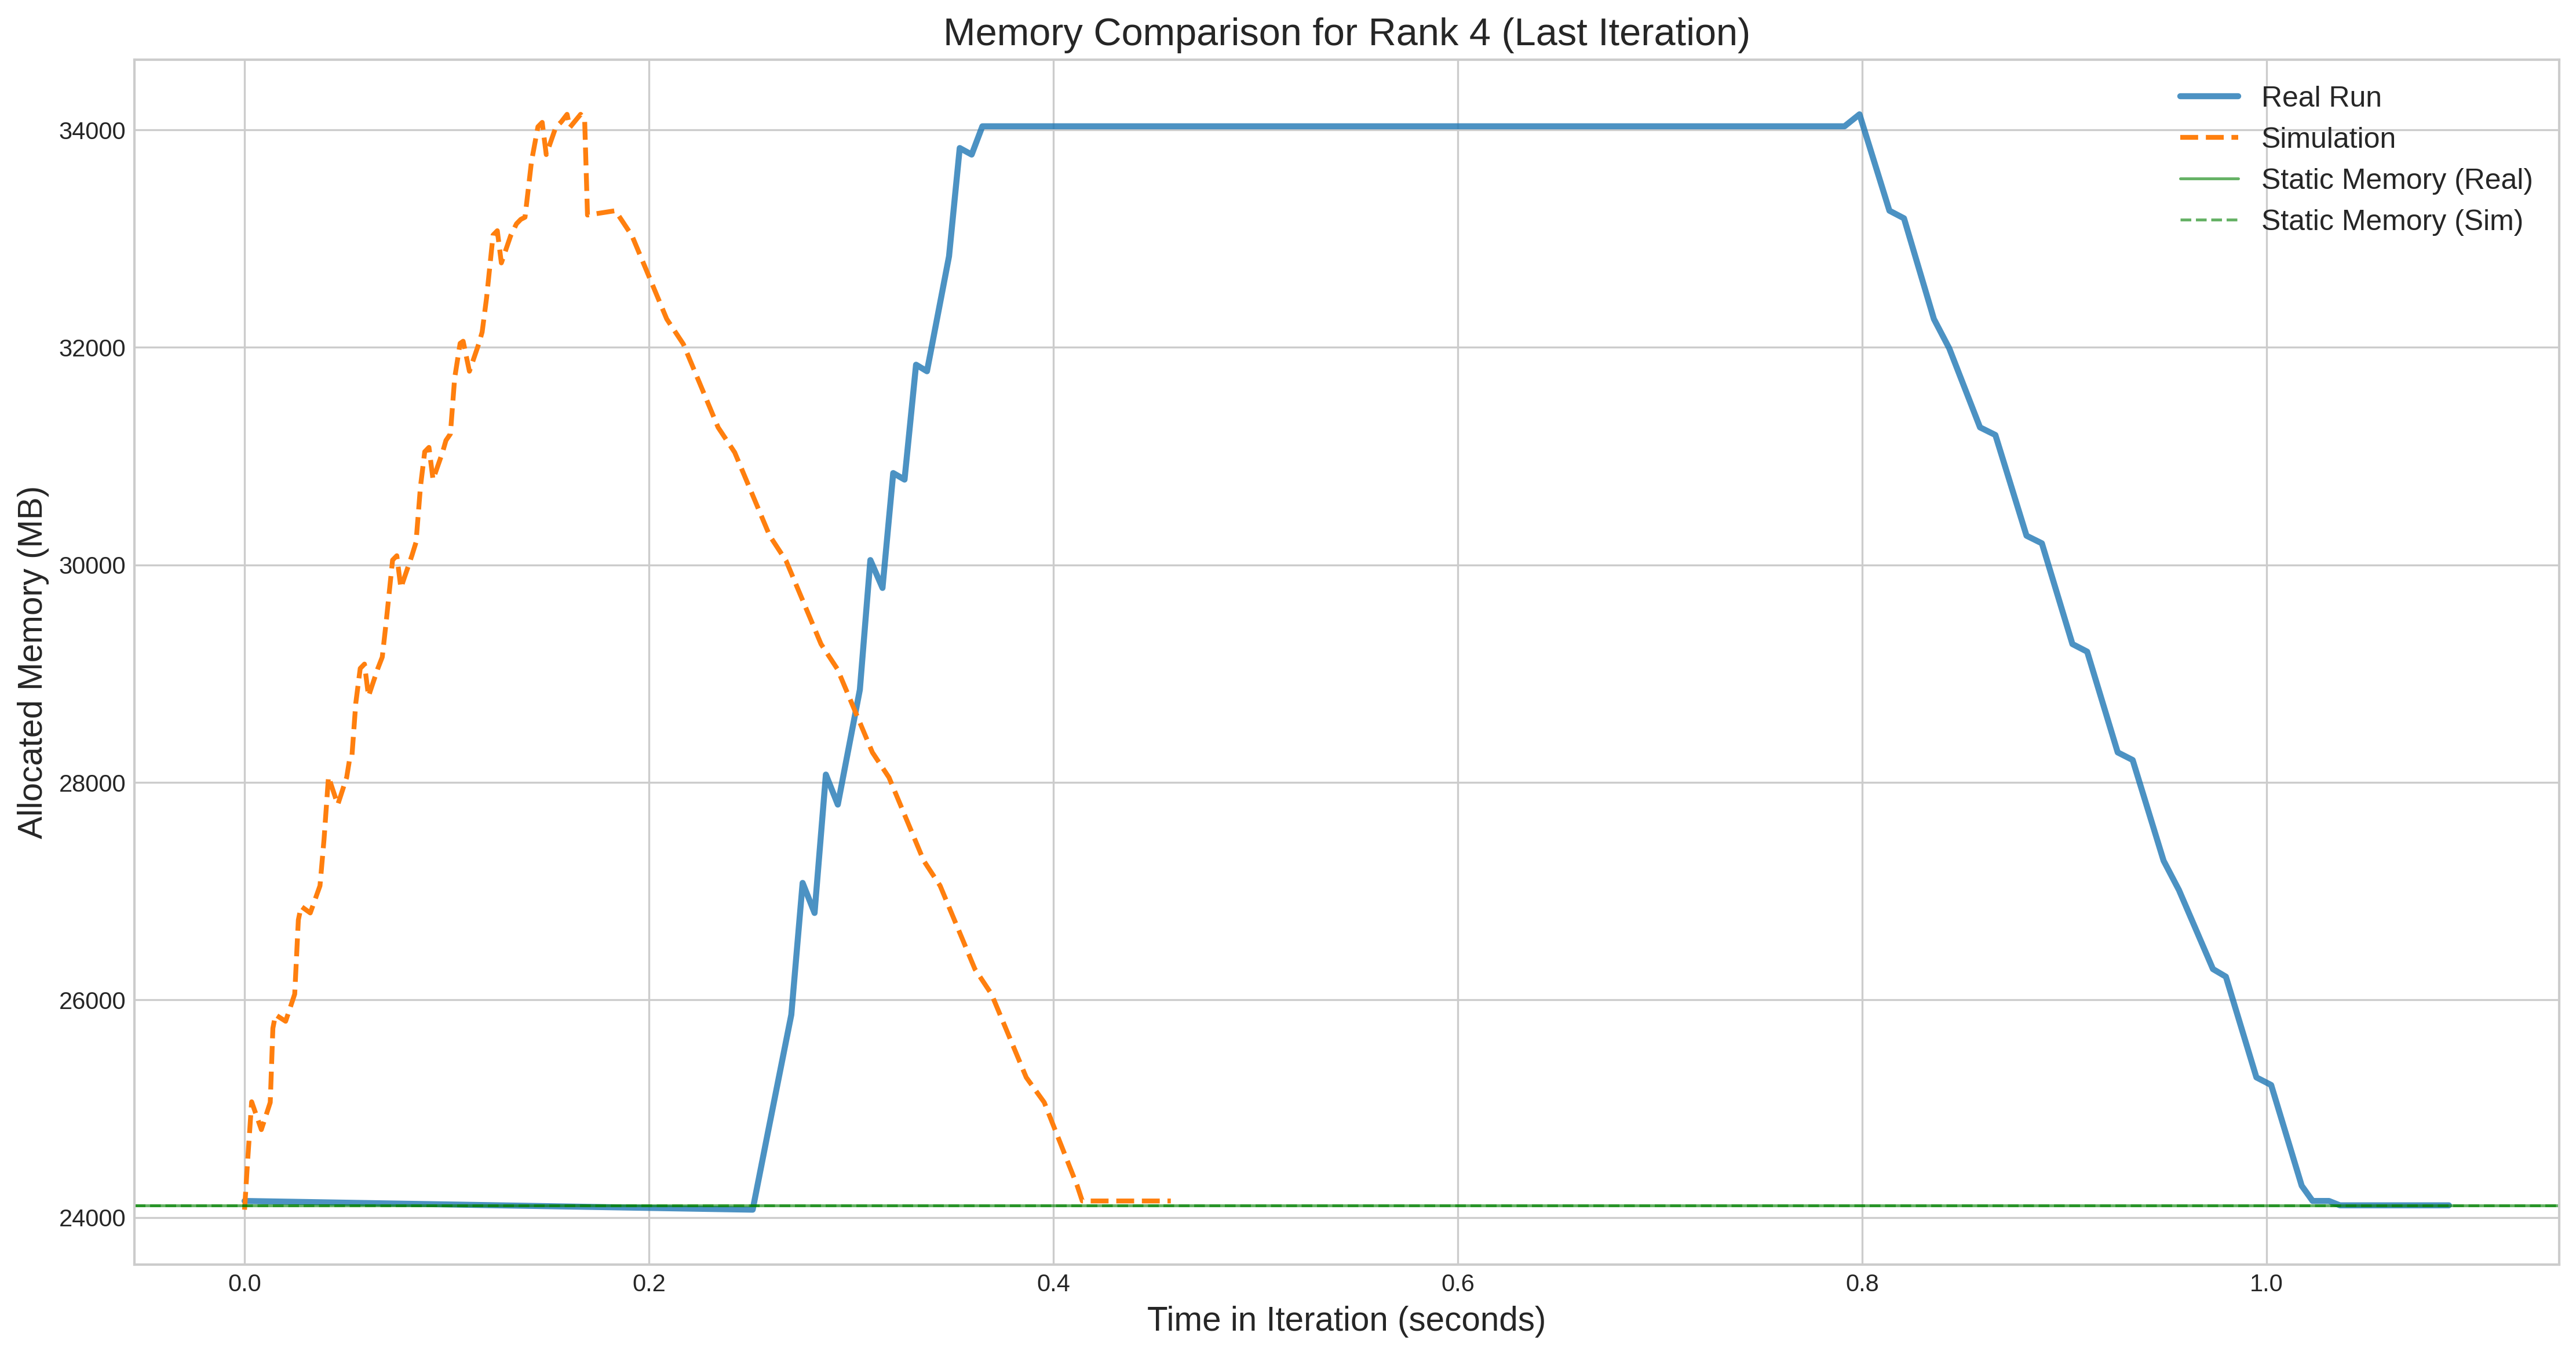 Memory Comparison for Rank 4 (Last Iteration)
Real Run
Simulation
Static Memory (Real)
Static Memory (Sim)
Allocated Memory (MB)
34000
32000
30000
28000
26000
24000
0.0 0.2 0.4 0.6 0.8 1.0
Time in Iteration (seconds)